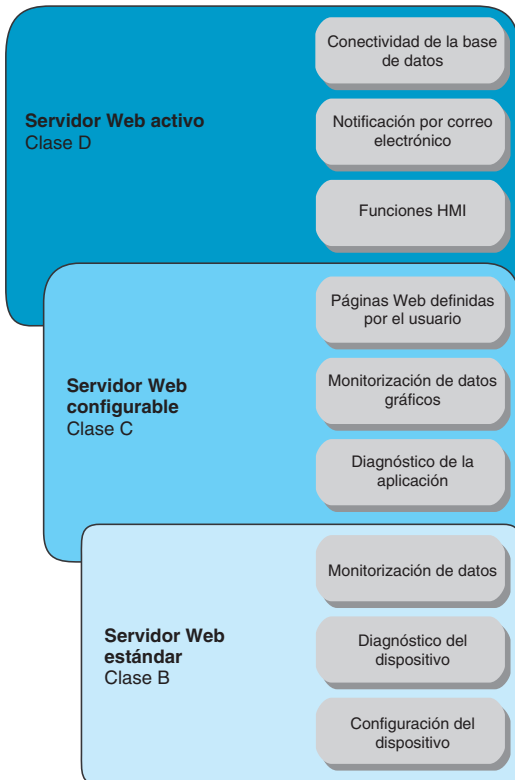 Conectividad de la base
de datos
Servidor Web activo
Clase D
Notificación por correo
electrónico
Funciones HMI
Páginas Web definidas
por el usuario
Servidor Web
configurable
Clase C
Monitorización de datos
gráficos
Diagnóstico de la
aplicación
Monitorización de datos
Servidor Web
estándar
Clase B
Diagnóstico del
dispositivo
Configuración del
dispositivo